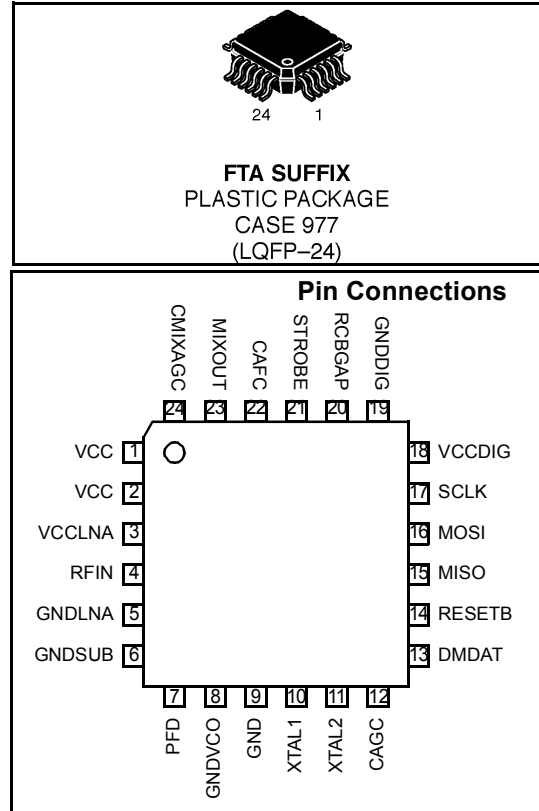 24 1
FTA SUFFIX
PLASTIC PACKAGE
CASE 977
(LQFP–24)
Pin Connections
CMIXAGC
MIXOUT
CAFC
STROBE
RCBGAP
GNDDIG
24 23 22 21 20 19
VCC 1
VCC 2
VCCLNA 3
RFIN 4
GNDLNA 5
GNDSUB 6
18 VCCDIG
17 SCLK
16 MOSI
15 MISO
14 RESETB
13 DMDAT
7 8 9 10 11 12
PFD
GNDVCO
GND
XTAL1
XTAL2
CAGC